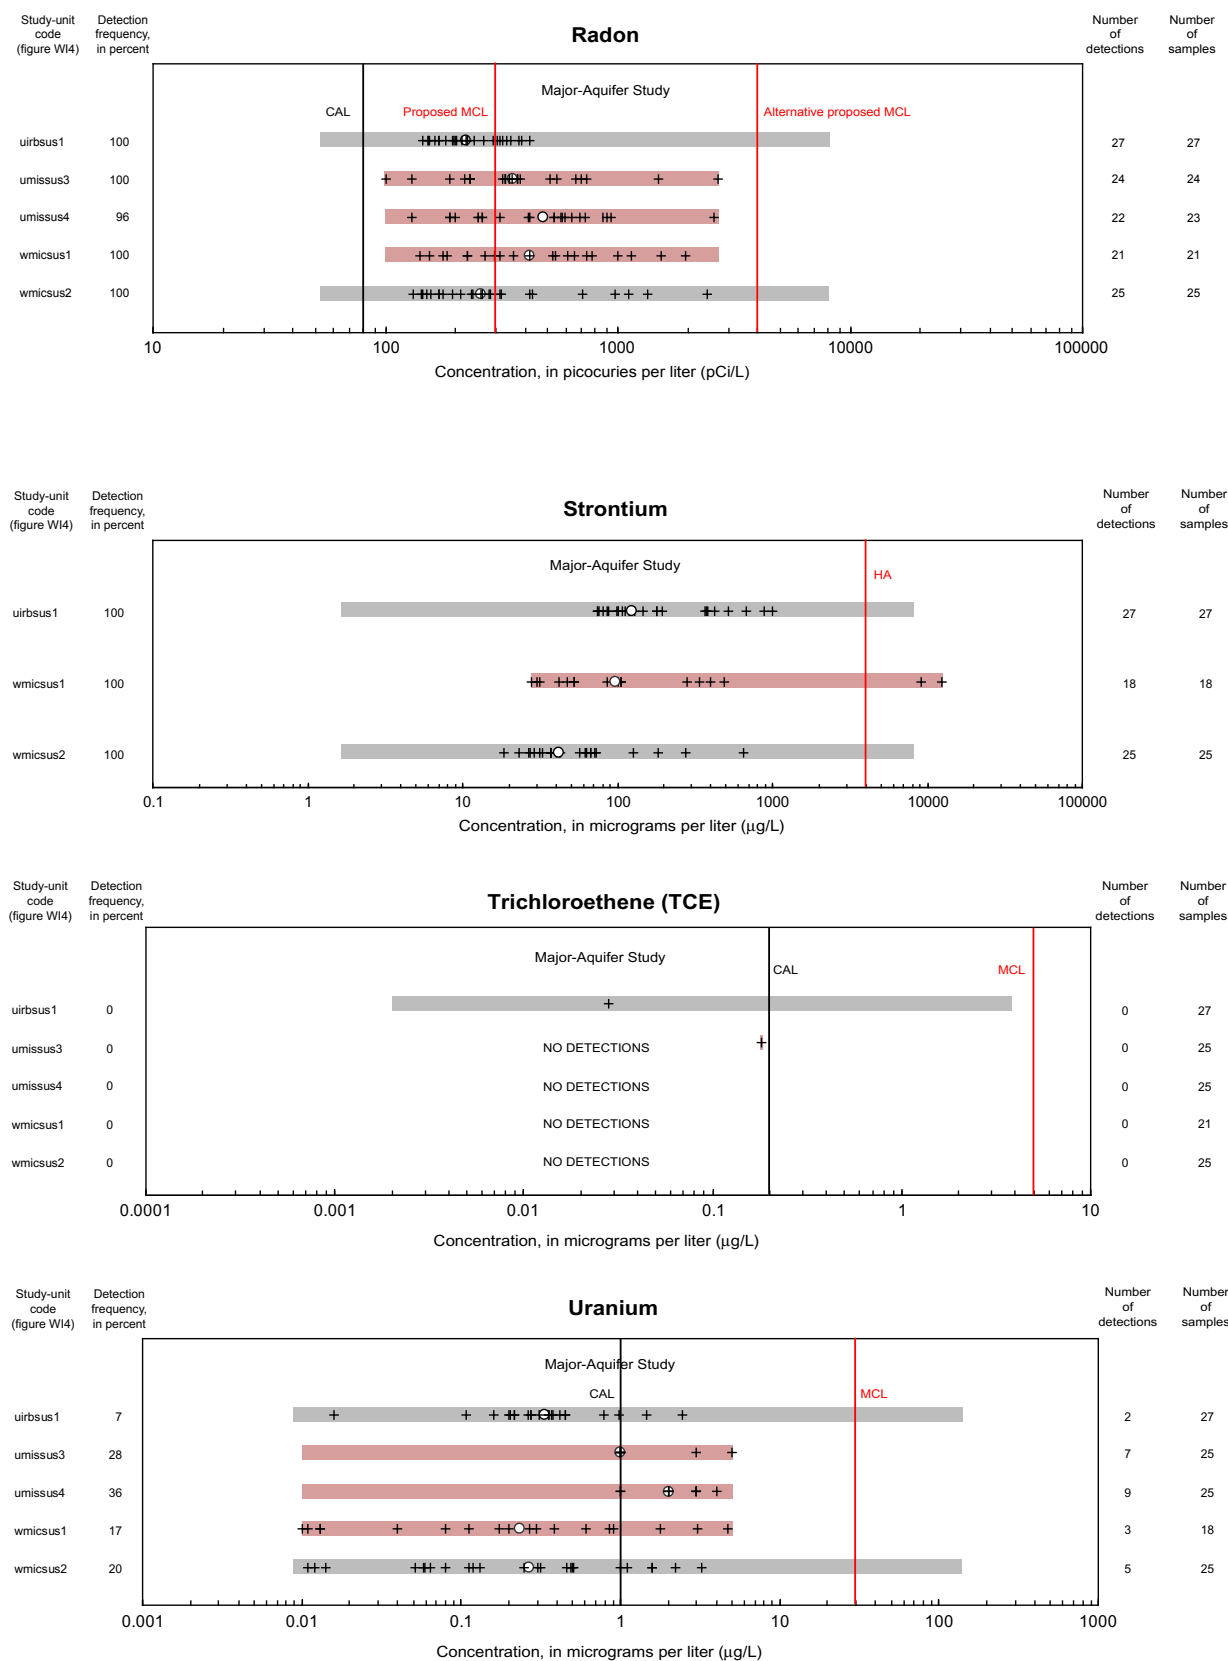 Study-unit
code
(figure WI4)
Detection
frequency,
in percent
Radon
Number
of
detections
Number
of
samples
Major-Aquifer Study
CAL
Proposed MCL
Alternative proposed MCL
uirbsus1 100 27 27
umissus3 100 24 24
umissus4 96 22 23
wmicsus1 100 21 21
wmicsus2 100 25 25
10 100 1000 10000 100000
Concentration, in picocuries per liter (pCi/L)
Study-unit
code
(figure WI4)
Detection
frequency,
in percent
Strontium
Number
of
detections
Number
of
samples
Major-Aquifer Study
HA
uirbsus1 100 27 27
wmicsus1 100 18 18
wmicsus2 100 25 25
0.1 1 10 100 1000 10000 100000
Concentration, in micrograms per liter (μg/L)
Study-unit
code
(figure WI4)
Detection
frequency,
in percent
Trichloroethene (TCE)
Number
of
detections
Number
of
samples
Major-Aquifer Study
CAL
MCL
uirbsus1 0 0 27
umissus3 0 NO DETECTIONS 0 25
umissus4 0 NO DETECTIONS 0 25
wmicsus1 0 NO DETECTIONS 0 21
wmicsus2 0 NO DETECTIONS 0 25
0.0001 0.001 0.01 0.1 1 10
Concentration, in micrograms per liter (μg/L)
Study-unit
code
(figure WI4)
Detection
frequency,
in percent
Uranium
Number
of
detections
Number
of
samples
Major-Aquifer Study
CAL
MCL
uirbsus1 7 2 27
umissus3 28 7 25
umissus4 36 9 25
wmicsus1 17 3 18
wmicsus2 20 5 25
0.001 0.01 0.1 1 10 100 1000
Concentration, in micrograms per liter (μg/L)